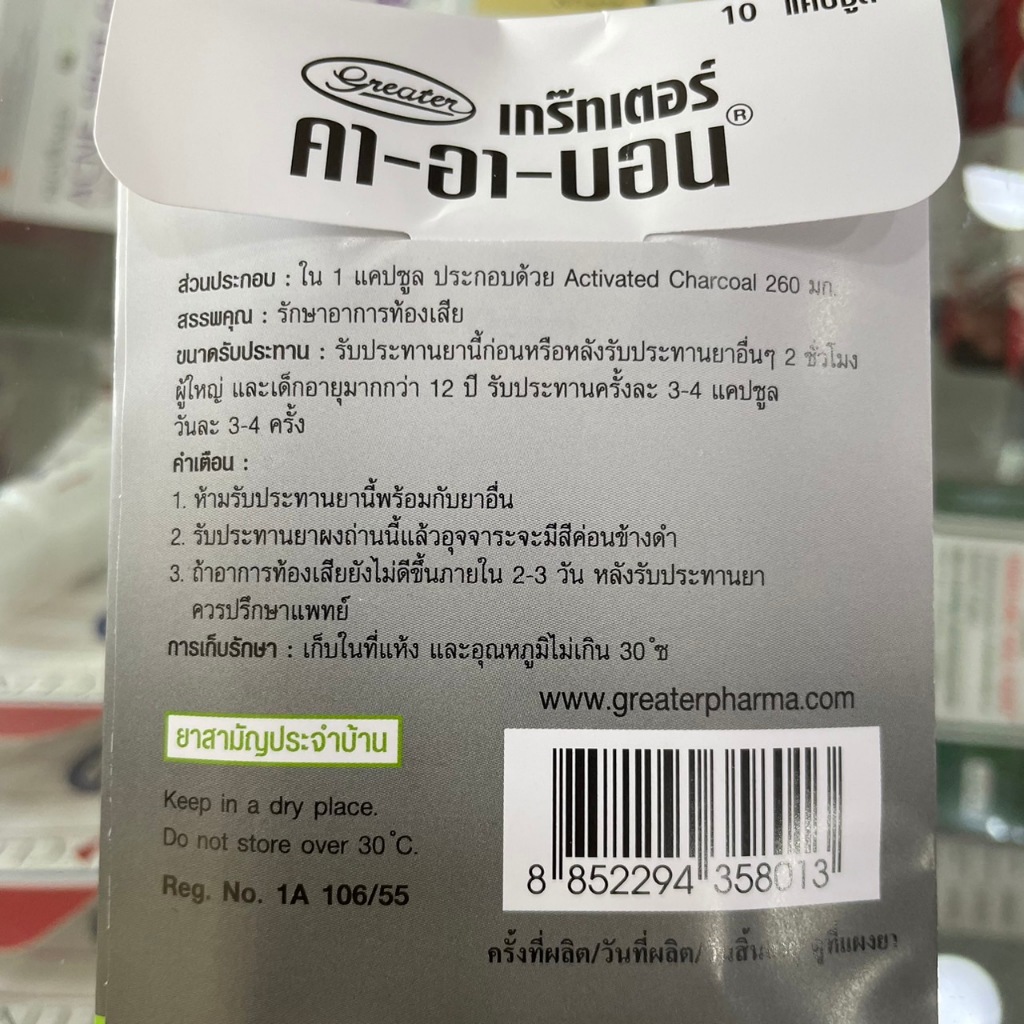 10 แคปซูล
Greater
เกร๊ทเตอร์
คา-อา-บอน®
ส่วนประกอบ : ใน 1 แคปซูล ประกอบด้วย Activated Charcoal 260 มก.
สรรพคุณ : รักษาอาการท้องเสีย
ขนาดรับประทาน : รับประทานยานี้ก่อนหรือหลังรับประทานยาอื่นๆ 2 ชั่วโมง
ผู้ใหญ่ และเด็กอายุมากกว่า 12 ปี รับประทานครั้งละ 3-4 แคปซูล
วันละ 3-4 ครั้ง
คำเตือน :
1. ห้ามรับประทานยานี้พร้อมกับยาอื่น
2. รับประทานยาผงถ่านนี้แล้วอุจจาระจะมีสีค่อนข้างดำ
3. ถ้าอาการท้องเสียยังไม่ดีขึ้นภายใน 2-3 วัน หลังรับประทานยา
ควรปรึกษาแพทย์
การเก็บรักษา : เก็บในที่แห้ง และอุณหภูมิไม่เกิน 30 ํซ
www.greaterpharma.com
ยาสามัญประจำบ้าน
Keep in a dry place.
Do not store over 30°C.
Reg. No. 1A 106/55
8 852294 358013
ครั้งที่ผลิต/วันที่ผลิต/ ดูที่แผงยา